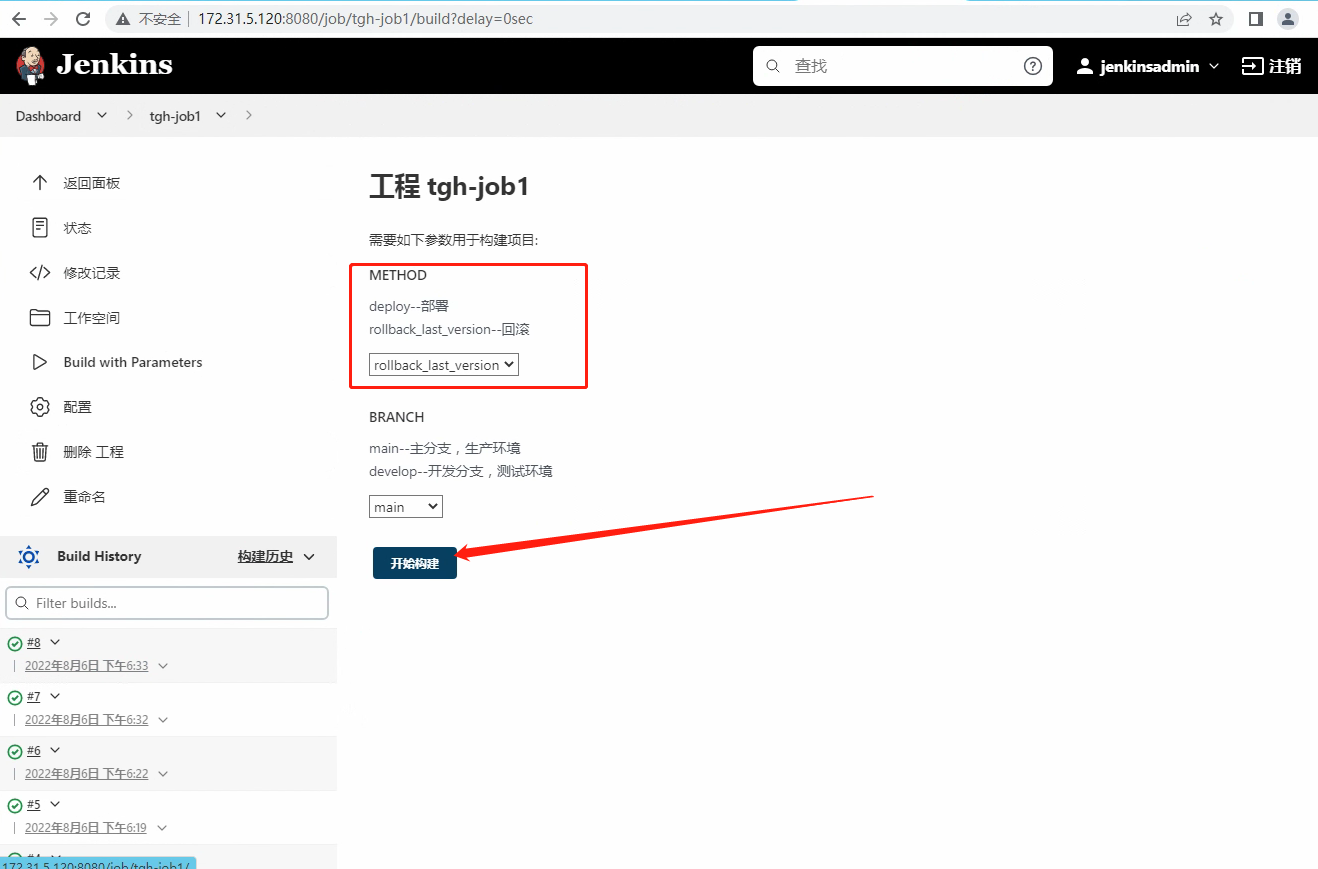 不安全 172.31.5.120:8080/job/tgh-job1/build?delay=0sec
Jenkins
查找
jenkinsadmin
注销
Dashboard
tgh-job1
返回面板
状态
修改记录
工作空间
Build with Parameters
配置
删除 工程
重命名
工程 tgh-job1
需要如下参数用于构建项目:
METHOD
deploy--部署
rollback_last_version--回滚
rollback_last_version
BRANCH
main--主分支，生产环境
develop--开发分支，测试环境
main
开始构建
Build History 构建历史
Filter builds...
#8
2022年8月6日 下午6:33
#7
2022年8月6日 下午6:32
#6
2022年8月6日 下午6:22
#5
2022年8月6日 下午6:19
#4
172.31.5.120:8080/job/tgh-job1/